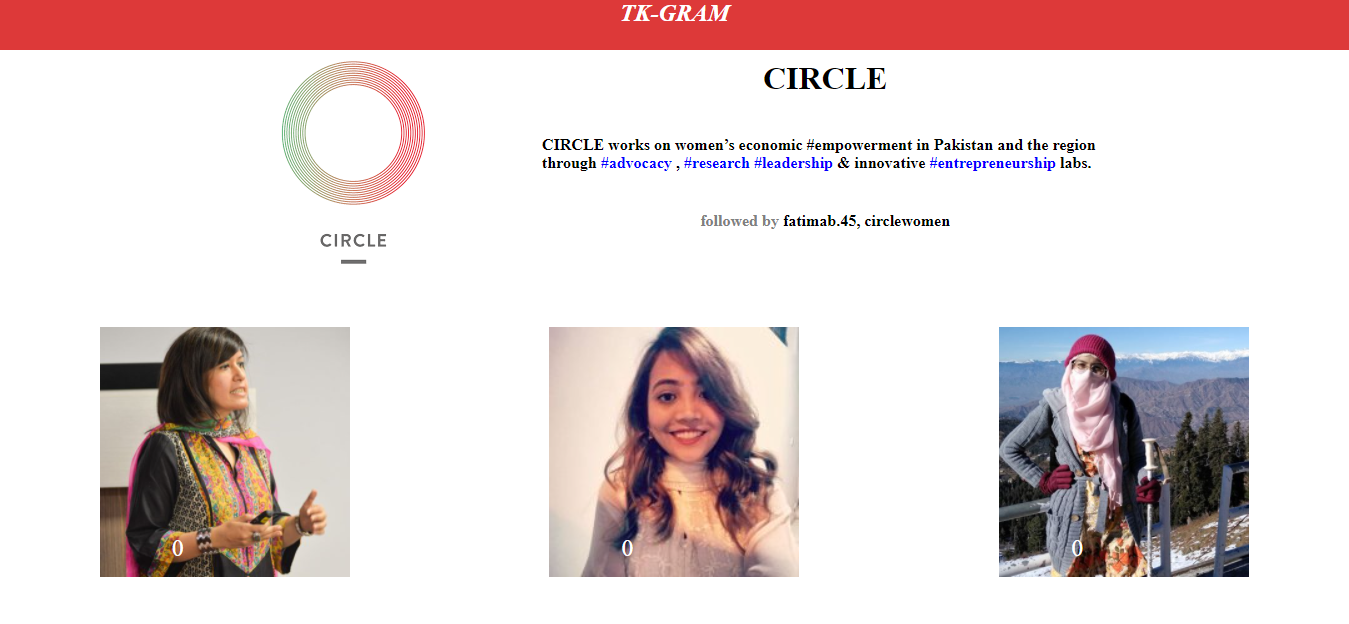 TK-GRAM
CIRCLE
CIRCLE works on women’s economic #empowerment in Pakistan and the region
through #advocacy , #research #leadership & innovative #entrepreneurship labs.
followed by fatimab.45, circlewomen
CIRCLE
0
0
0